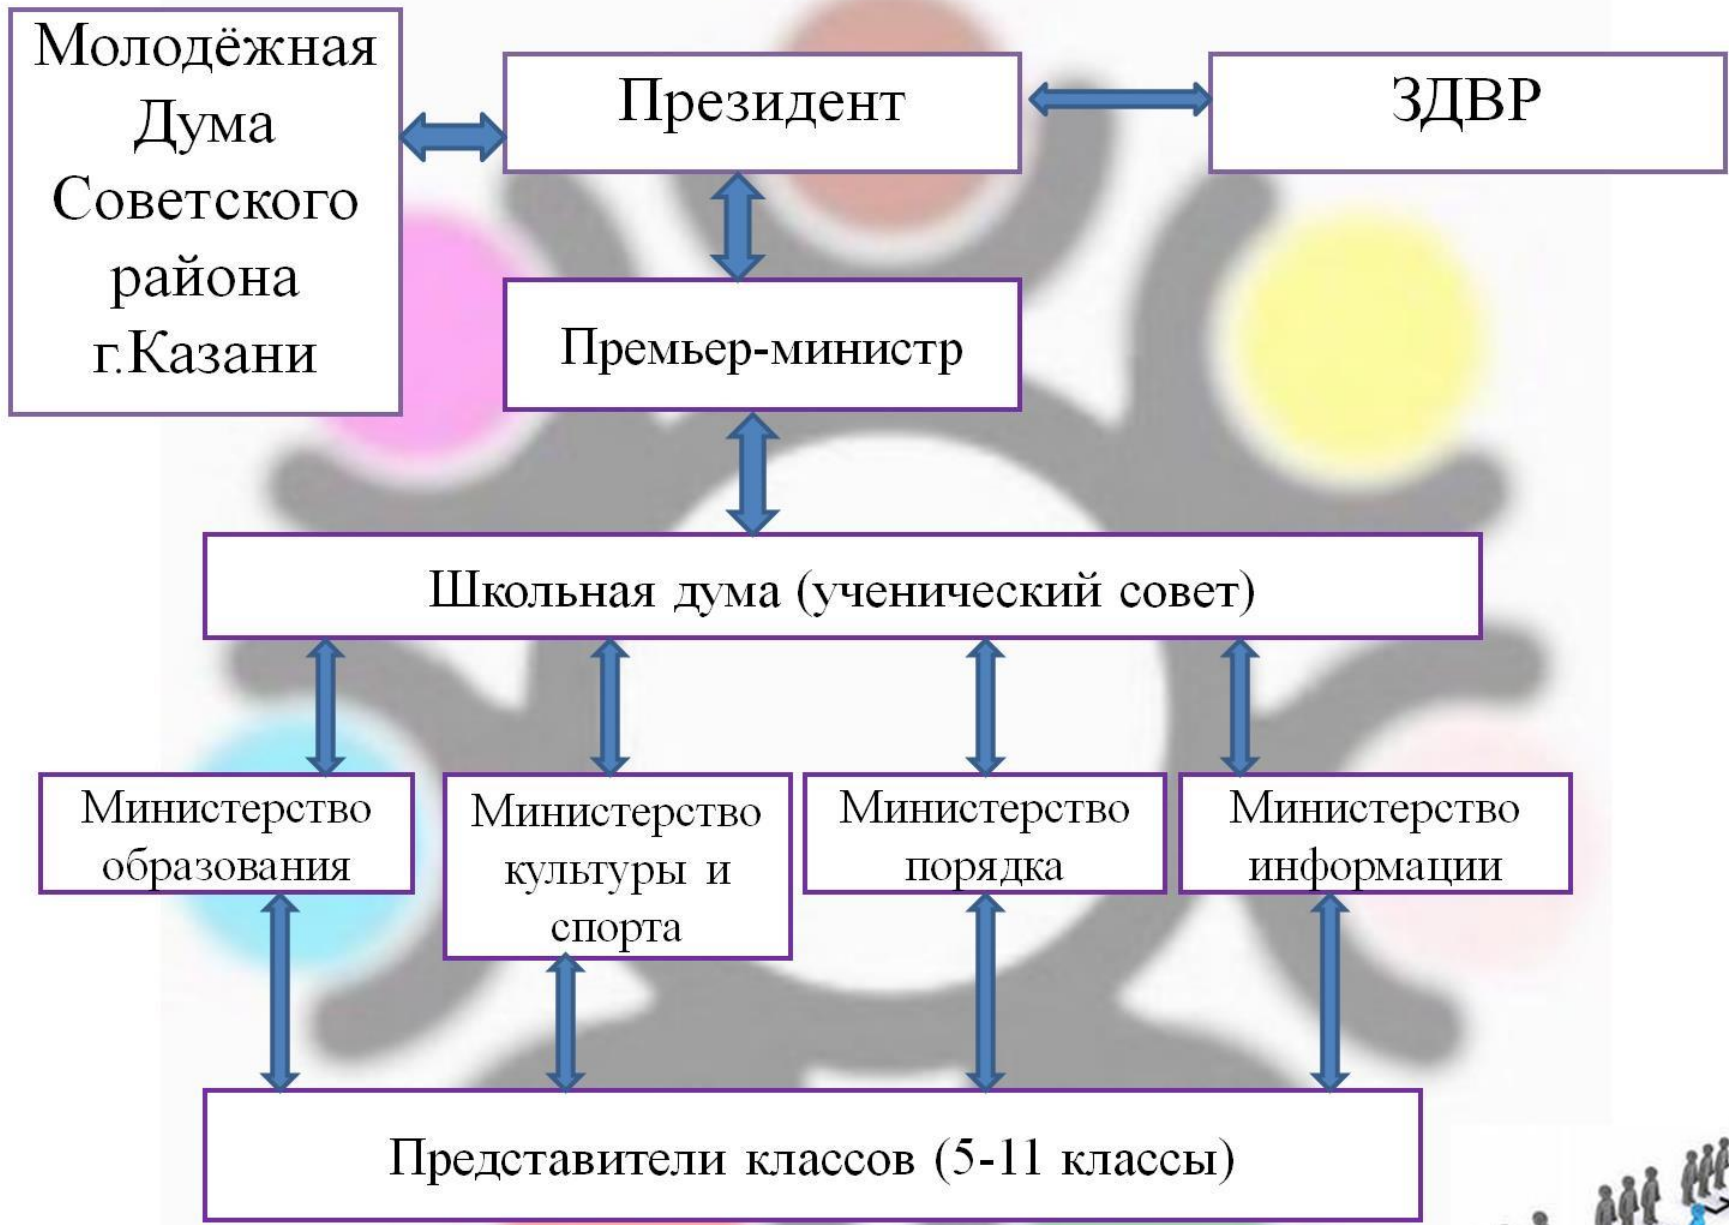 Молодёжная
Дума
Советского
района
г.Казани
Президент
ЗДВР
Премьер-министр
Школьная дума (ученический совет)
Министерство
образования
Министерство
культуры и
спорта
Министерство
порядка
Министерство
информации
Представители классов (5-11 классы)